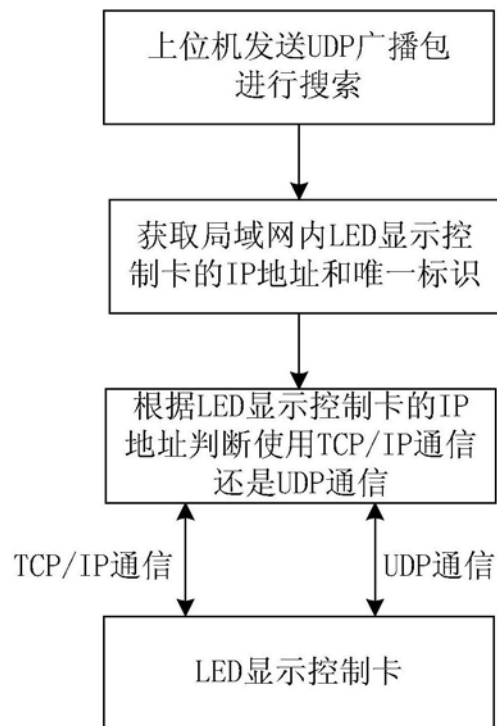 上位机发送UDP广播包
进行搜索
获取局域网内LED显示控
制卡的IP地址和唯一标识
根据LED显示控制卡的IP
地址判断使用TCP/IP通信
还是UDP通信
TCP/IP通信
UDP通信
LED显示控制卡